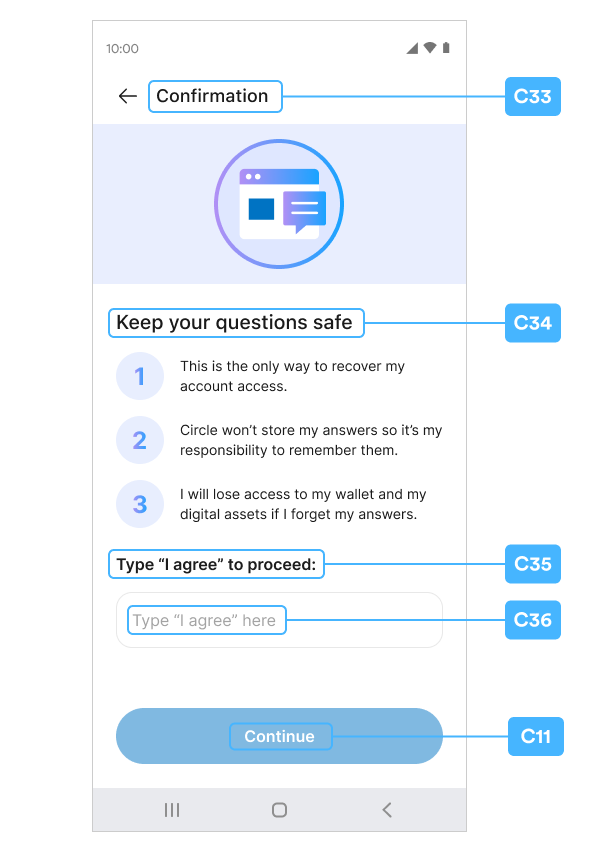 10:00
Confirmation
C33
Keep your questions safe
C34
1
This is the only way to recover my
account access.
2
Circle won’t store my answers so it’s my
responsibility to remember them.
3
I will lose access to my wallet and my
digital assets if I forget my answers.
Type “I agree” to proceed:
C35
Type “I agree” here
C36
Continue
C11